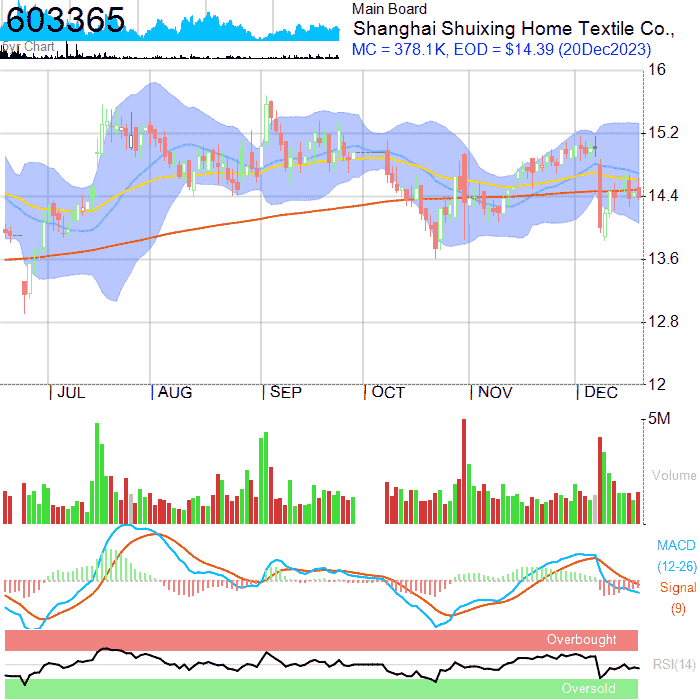 603365
5yr Chart
Main Board
Shanghai Shuixing Home Textile Co.,
MC = 378.1K, EOD = $14.39 (20Dec2023)
16
15.2
14.4
13.6
12.8
12
JUL AUG SEP OCT NOV DEC
5M
Volume
MACD
(12-26)
Signal
(9)
Overbought
RSI(14)
Oversold